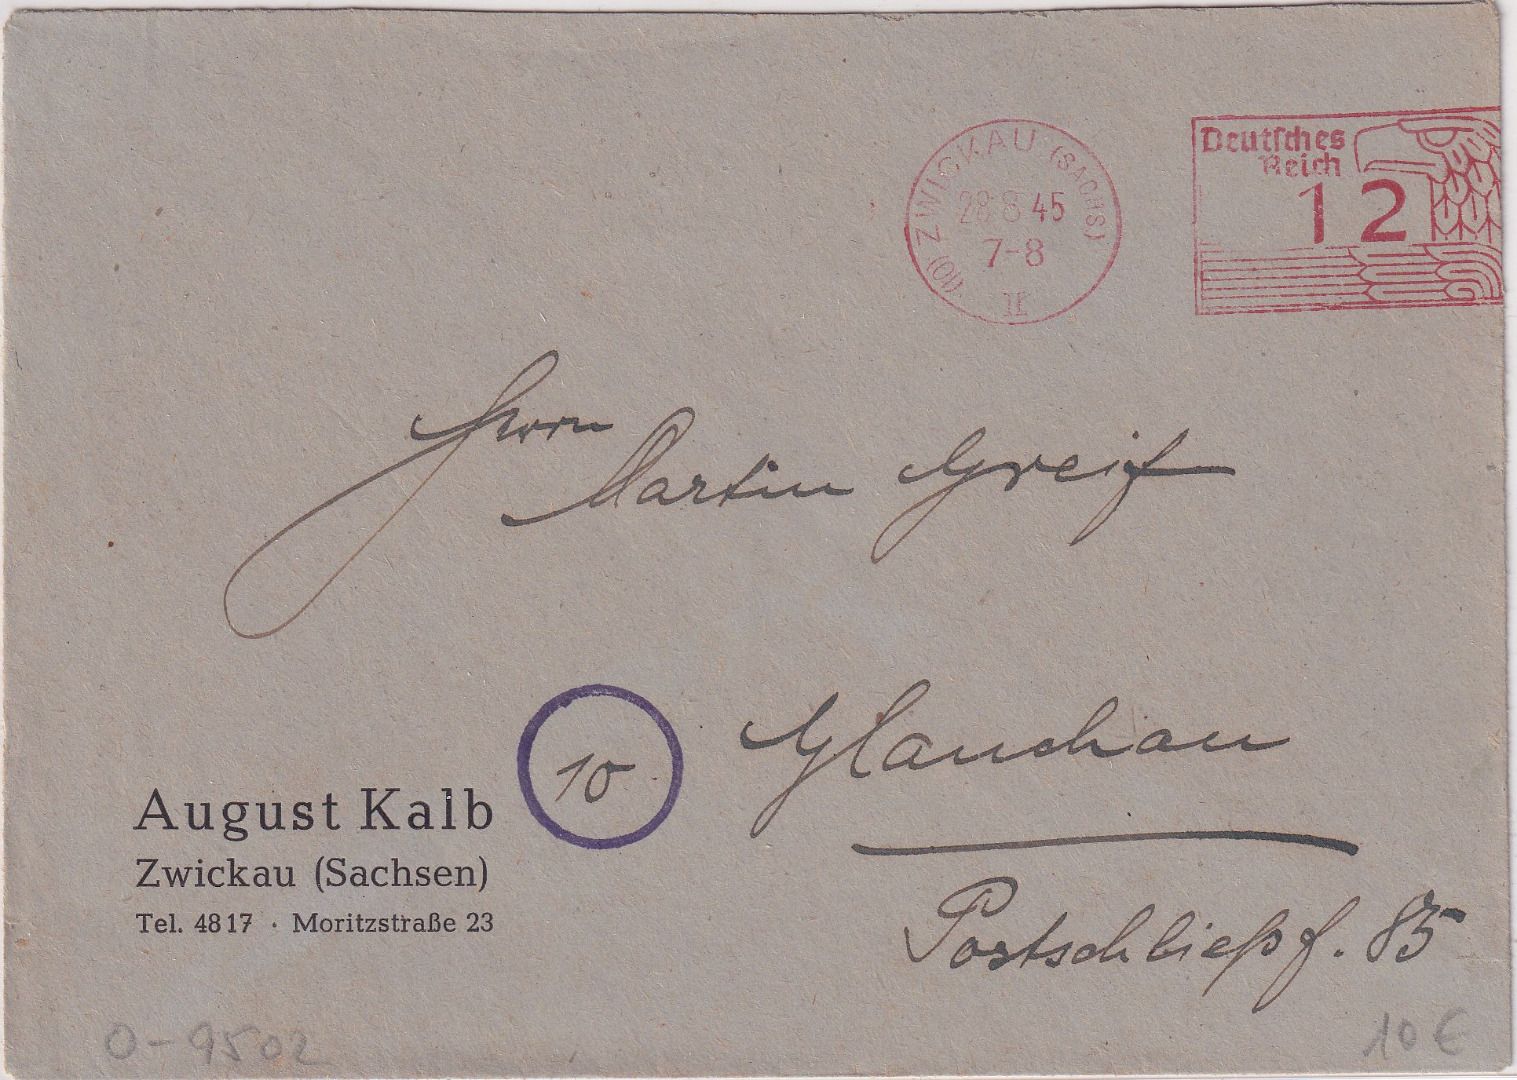 ZWICKAU (SACHS)
28 8 45
7-8
II
Deutsches
Reich
12
Herrn
Martin Greif
Glauchau
Postschließf. 85
10
August Kalb
Zwickau (Sachsen)
Tel. 4817 · Moritzstraße 23
O-9502
10 €